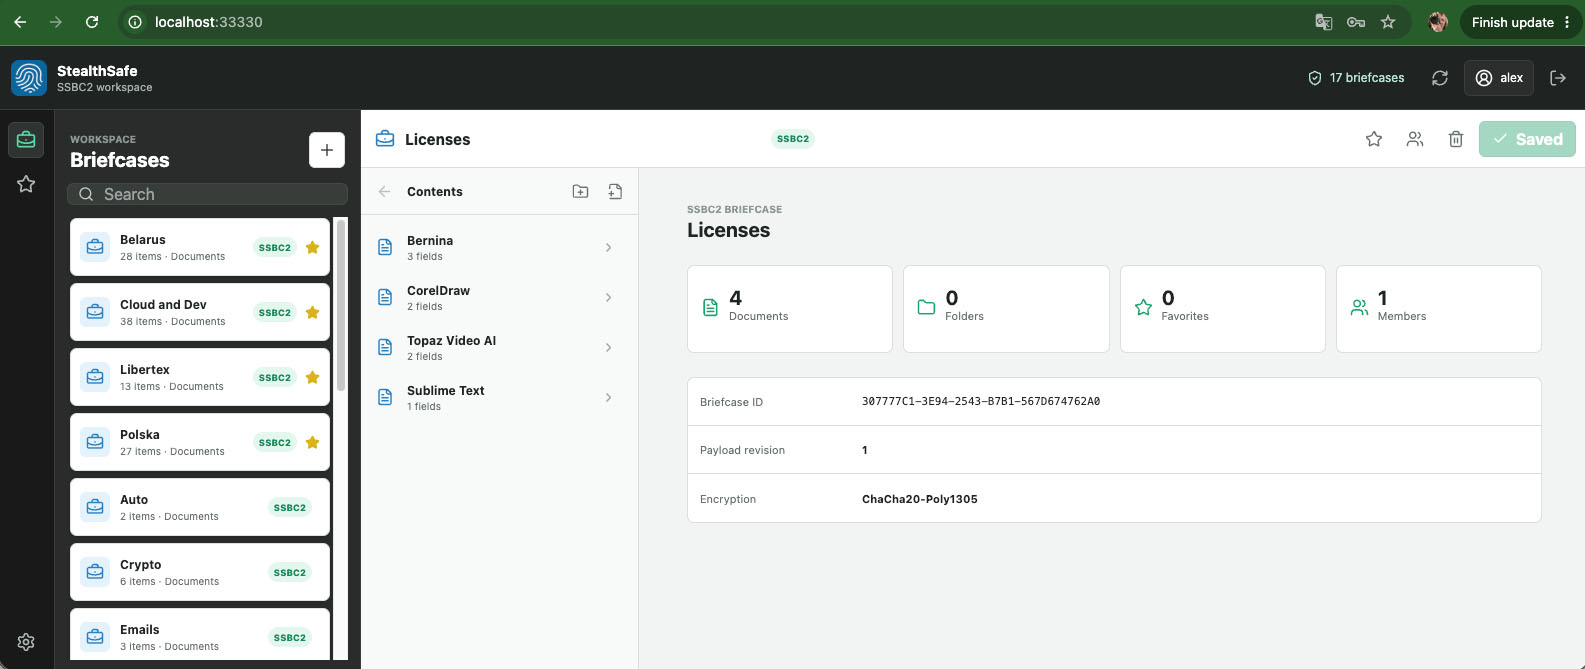 localhost:33330
Finish update
StealthSafe
SSBC2 workspace
17 briefcases
alex
WORKSPACE
Briefcases
Search
Belarus
28 items · Documents
SSBC2
Cloud and Dev
38 items · Documents
SSBC2
Libertex
13 items · Documents
SSBC2
Polska
27 items · Documents
SSBC2
Auto
2 items · Documents
SSBC2
Crypto
6 items · Documents
SSBC2
Emails
3 items · Documents
SSBC2
Licenses
SSBC2
Saved
Contents
Bernina
3 fields
CorelDraw
2 fields
Topaz Video AI
2 fields
Sublime Text
1 fields
SSBC2 BRIEFCASE
Licenses
4
Documents
0
Folders
0
Favorites
1
Members
Briefcase ID
307777C1-3E94-2543-B7B1-567D674762A0
Payload revision
1
Encryption
ChaCha20-Poly1305